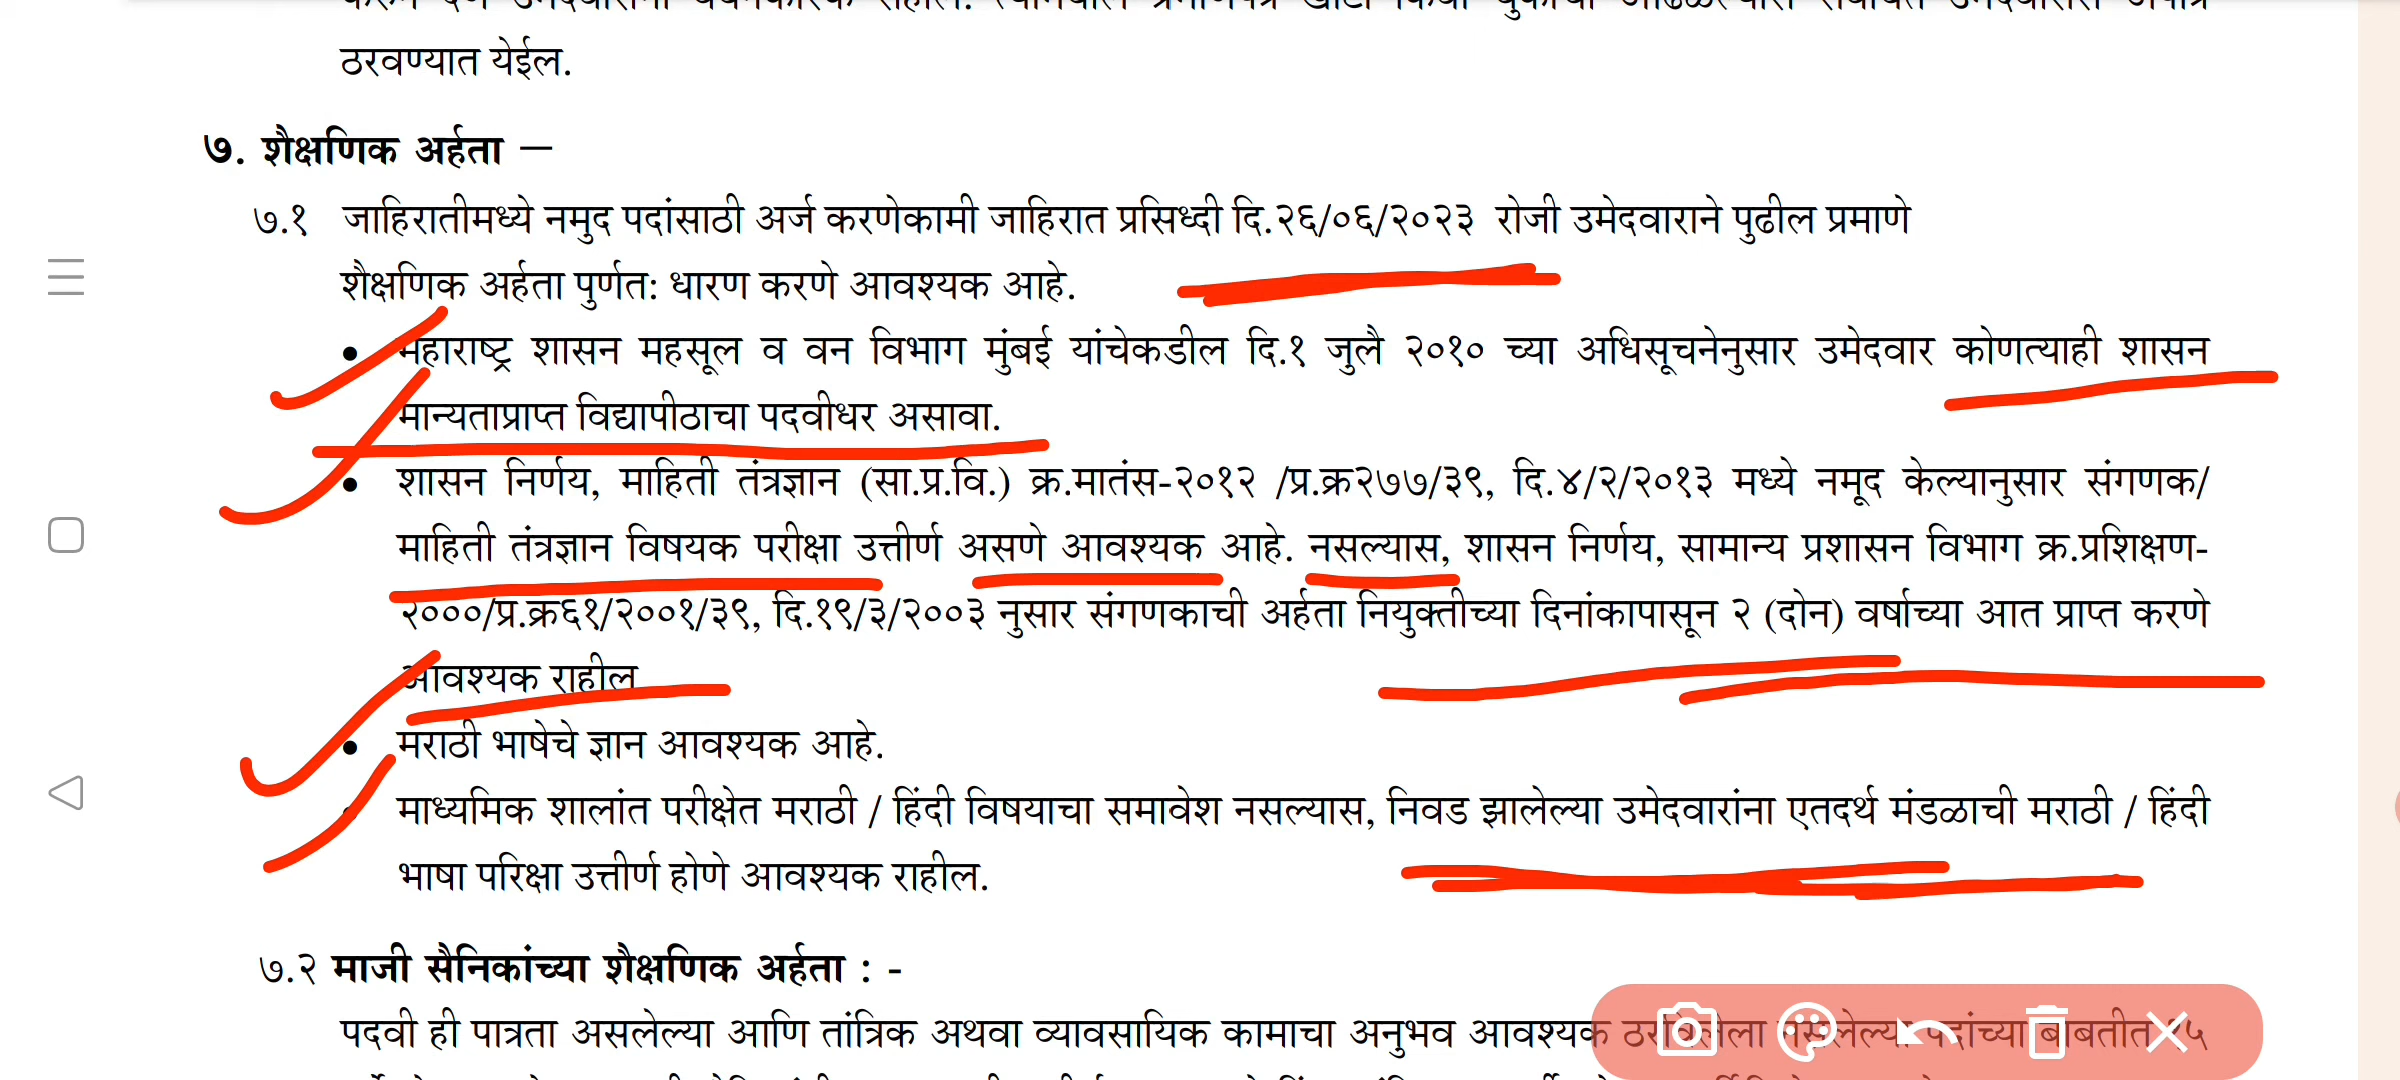 ठरवण्यात येईल.
७. शैक्षणिक अर्हता —
७.१ जाहिरातीमध्ये नमुद पदांसाठी अर्ज करणेकामी जाहिरात प्रसिध्दी दि.२६/०६/२०२३ रोजी उमेदवाराने पुढील प्रमाणे
शैक्षणिक अर्हता पुर्णत: धारण करणे आवश्यक आहे.
• महाराष्ट्र शासन महसूल व वन विभाग मुंबई यांचेकडील दि.१ जुलै २०१० च्या अधिसूचनेनुसार उमेदवार कोणत्याही शासन
मान्यताप्राप्त विद्यापीठाचा पदवीधर असावा.
• शासन निर्णय, माहिती तंत्रज्ञान (सा.प्र.वि.) क्र.मातंस-२०१२ /प्र.क्र२७७/३९, दि.४/२/२०१३ मध्ये नमूद केल्यानुसार संगणक/
माहिती तंत्रज्ञान विषयक परीक्षा उत्तीर्ण असणे आवश्यक आहे. नसल्यास, शासन निर्णय, सामान्य प्रशासन विभाग क्र.प्रशिक्षण-
२०००/प्र.क्र६१/२००१/३९, दि.१९/३/२००३ नुसार संगणकाची अर्हता नियुक्तीच्या दिनांकापासून २ (दोन) वर्षाच्या आत प्राप्त करणे
आवश्यक राहील
• मराठी भाषेचे ज्ञान आवश्यक आहे.
• माध्यमिक शालांत परीक्षेत मराठी / हिंदी विषयाचा समावेश नसल्यास, निवड झालेल्या उमेदवारांना एतदर्थ मंडळाची मराठी / हिंदी
भाषा परिक्षा उत्तीर्ण होणे आवश्यक राहील.
७.२ माजी सैनिकांच्या शैक्षणिक अर्हता : -
पदवी ही पात्रता असलेल्या आणि तांत्रिक अथवा व्यावसायिक कामाचा अनुभव आवश्यक ठरविलेला नसलेल्या पदांच्या बाबतीत १५